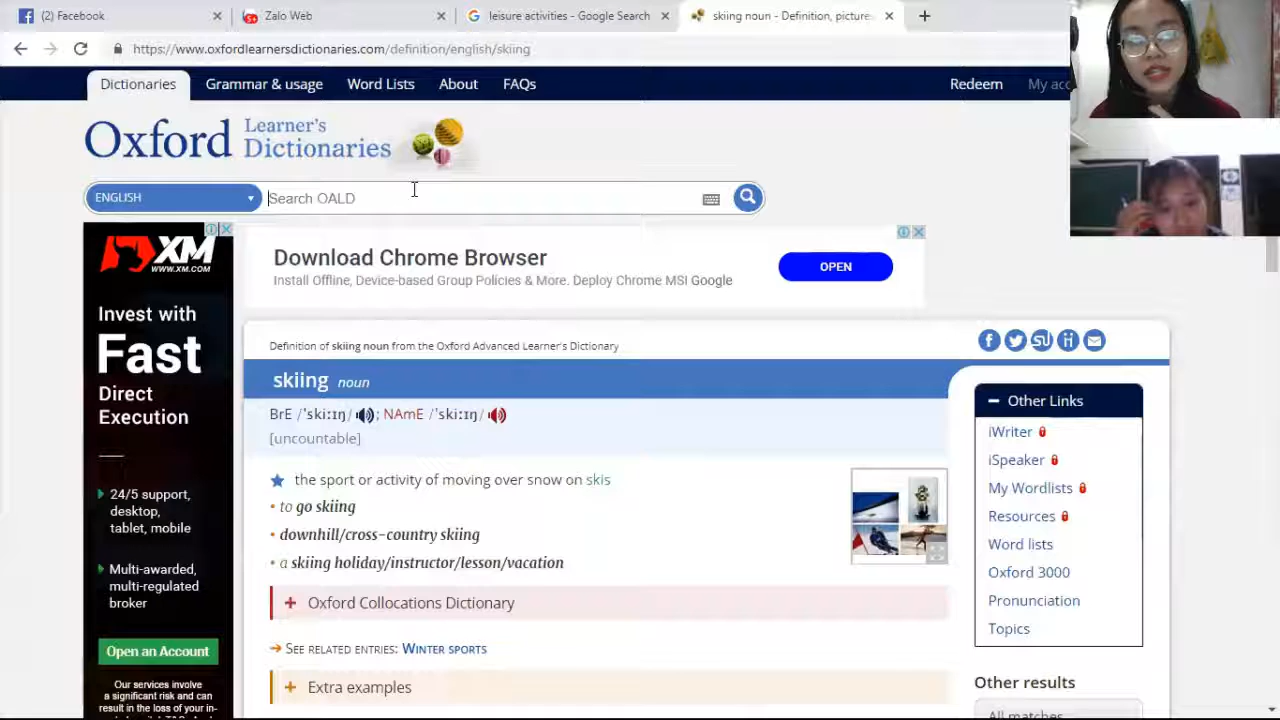 (2) Facebook
Zalo Web
leisure activities - Google Search
skiing noun - Definition, picture
https://www.oxfordlearnersdictionaries.com/definition/english/skiing
Dictionaries
Grammar & usage
Word Lists
About
FAQs
Redeem
My acc
Oxford Learner's Dictionaries
ENGLISH
Search OALD
XM
WWW.XM.COM
Invest with
Fast
Direct
Execution
24/5 support,
desktop,
tablet, mobile
Multi-awarded,
multi-regulated
broker
Open an Account
Our services involve
a significant risk and can
result in the loss of your in-
Download Chrome Browser
Install Offline, Device-based Group Policies & More. Deploy Chrome MSI Google
OPEN
Definition of skiing noun from the Oxford Advanced Learner's Dictionary
skiing noun
BrE /ˈskiːɪŋ/ ; NAmE /ˈskiːɪŋ/
[uncountable]
the sport or activity of moving over snow on skis
• to go skiing
• downhill/cross-country skiing
• a skiing holiday/instructor/lesson/vacation
+ Oxford Collocations Dictionary
SEE RELATED ENTRIES: WINTER SPORTS
+ Extra examples
Other Links
iWriter
iSpeaker
My Wordlists
Resources
Word lists
Oxford 3000
Pronunciation
Topics
Other results
All matches